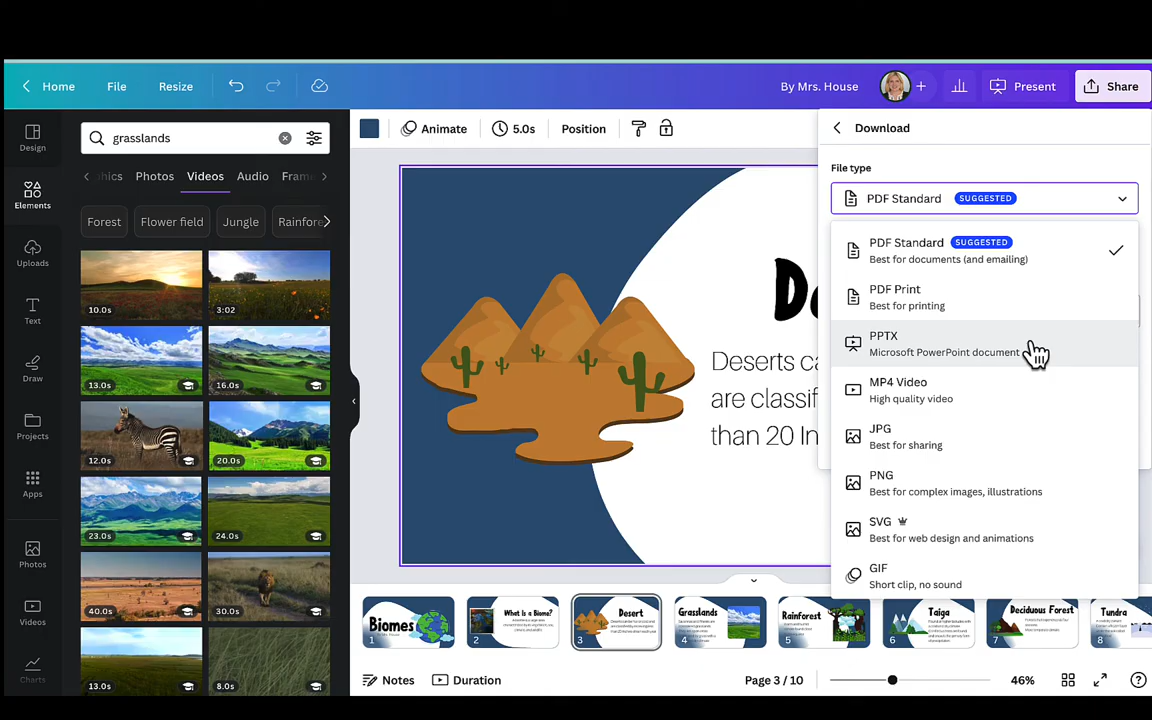 Home
File
Resize
By Mrs. House
+
Present
Share
Design
Elements
Uploads
Text
Draw
Projects
Apps
Photos
Videos
Charts
grasslands
Photos
Videos
Audio
Forest
Flower field
Jungle
10.0s
3:02
13.0s
16.0s
12.0s
20.0s
23.0s
24.0s
40.0s
30.0s
13.0s
8.0s
Animate
5.0s
Position
Deserts
are classif
than 20 In
Download
File type
PDF Standard SUGGESTED
PDF Standard SUGGESTED
Best for documents (and emailing)
PDF Print
Best for printing
PPTX
Microsoft PowerPoint document
MP4 Video
High quality video
JPG
Best for sharing
PNG
Best for complex images, illustrations
SVG
Best for web design and animations
GIF
Short clip, no sound
Biomes
1
What is a Biome?
2
Desert
3
Grasslands
4
Rainforest
5
Taiga
6
Deciduous Forest
7
Tundra
8
Notes
Duration
Page 3 / 10
46%
?